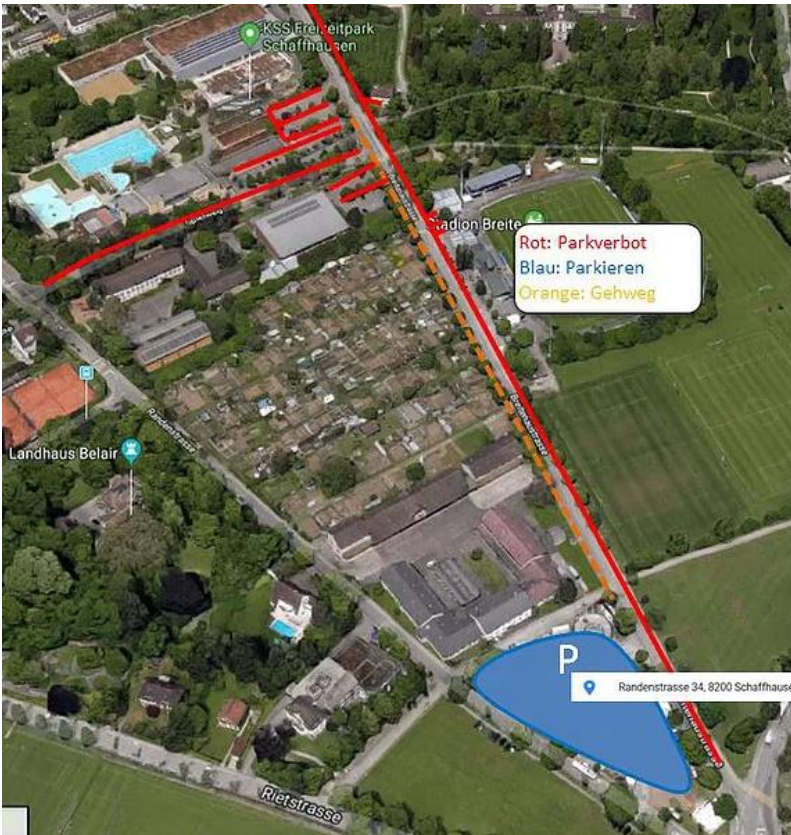 KSS Freizeitpark
Schaffhausen
Stadion Breite
Rot: Parkverbot
Blau: Parkieren
Orange: Gehweg
Breitenaustrasse
Randenstrasse
Landhaus Belair
P
Randenstrasse 34, 8200 Schaffhause
Rietstrasse